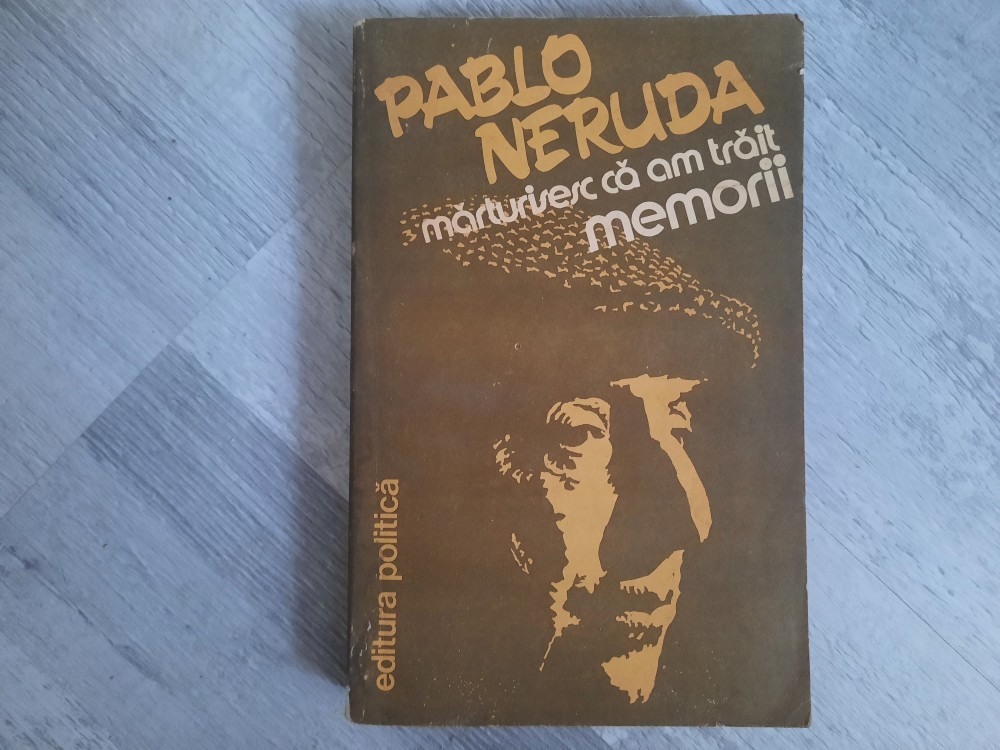 PABLO
NERUDA
mărturisesc că am trăit
memorii
editura politică